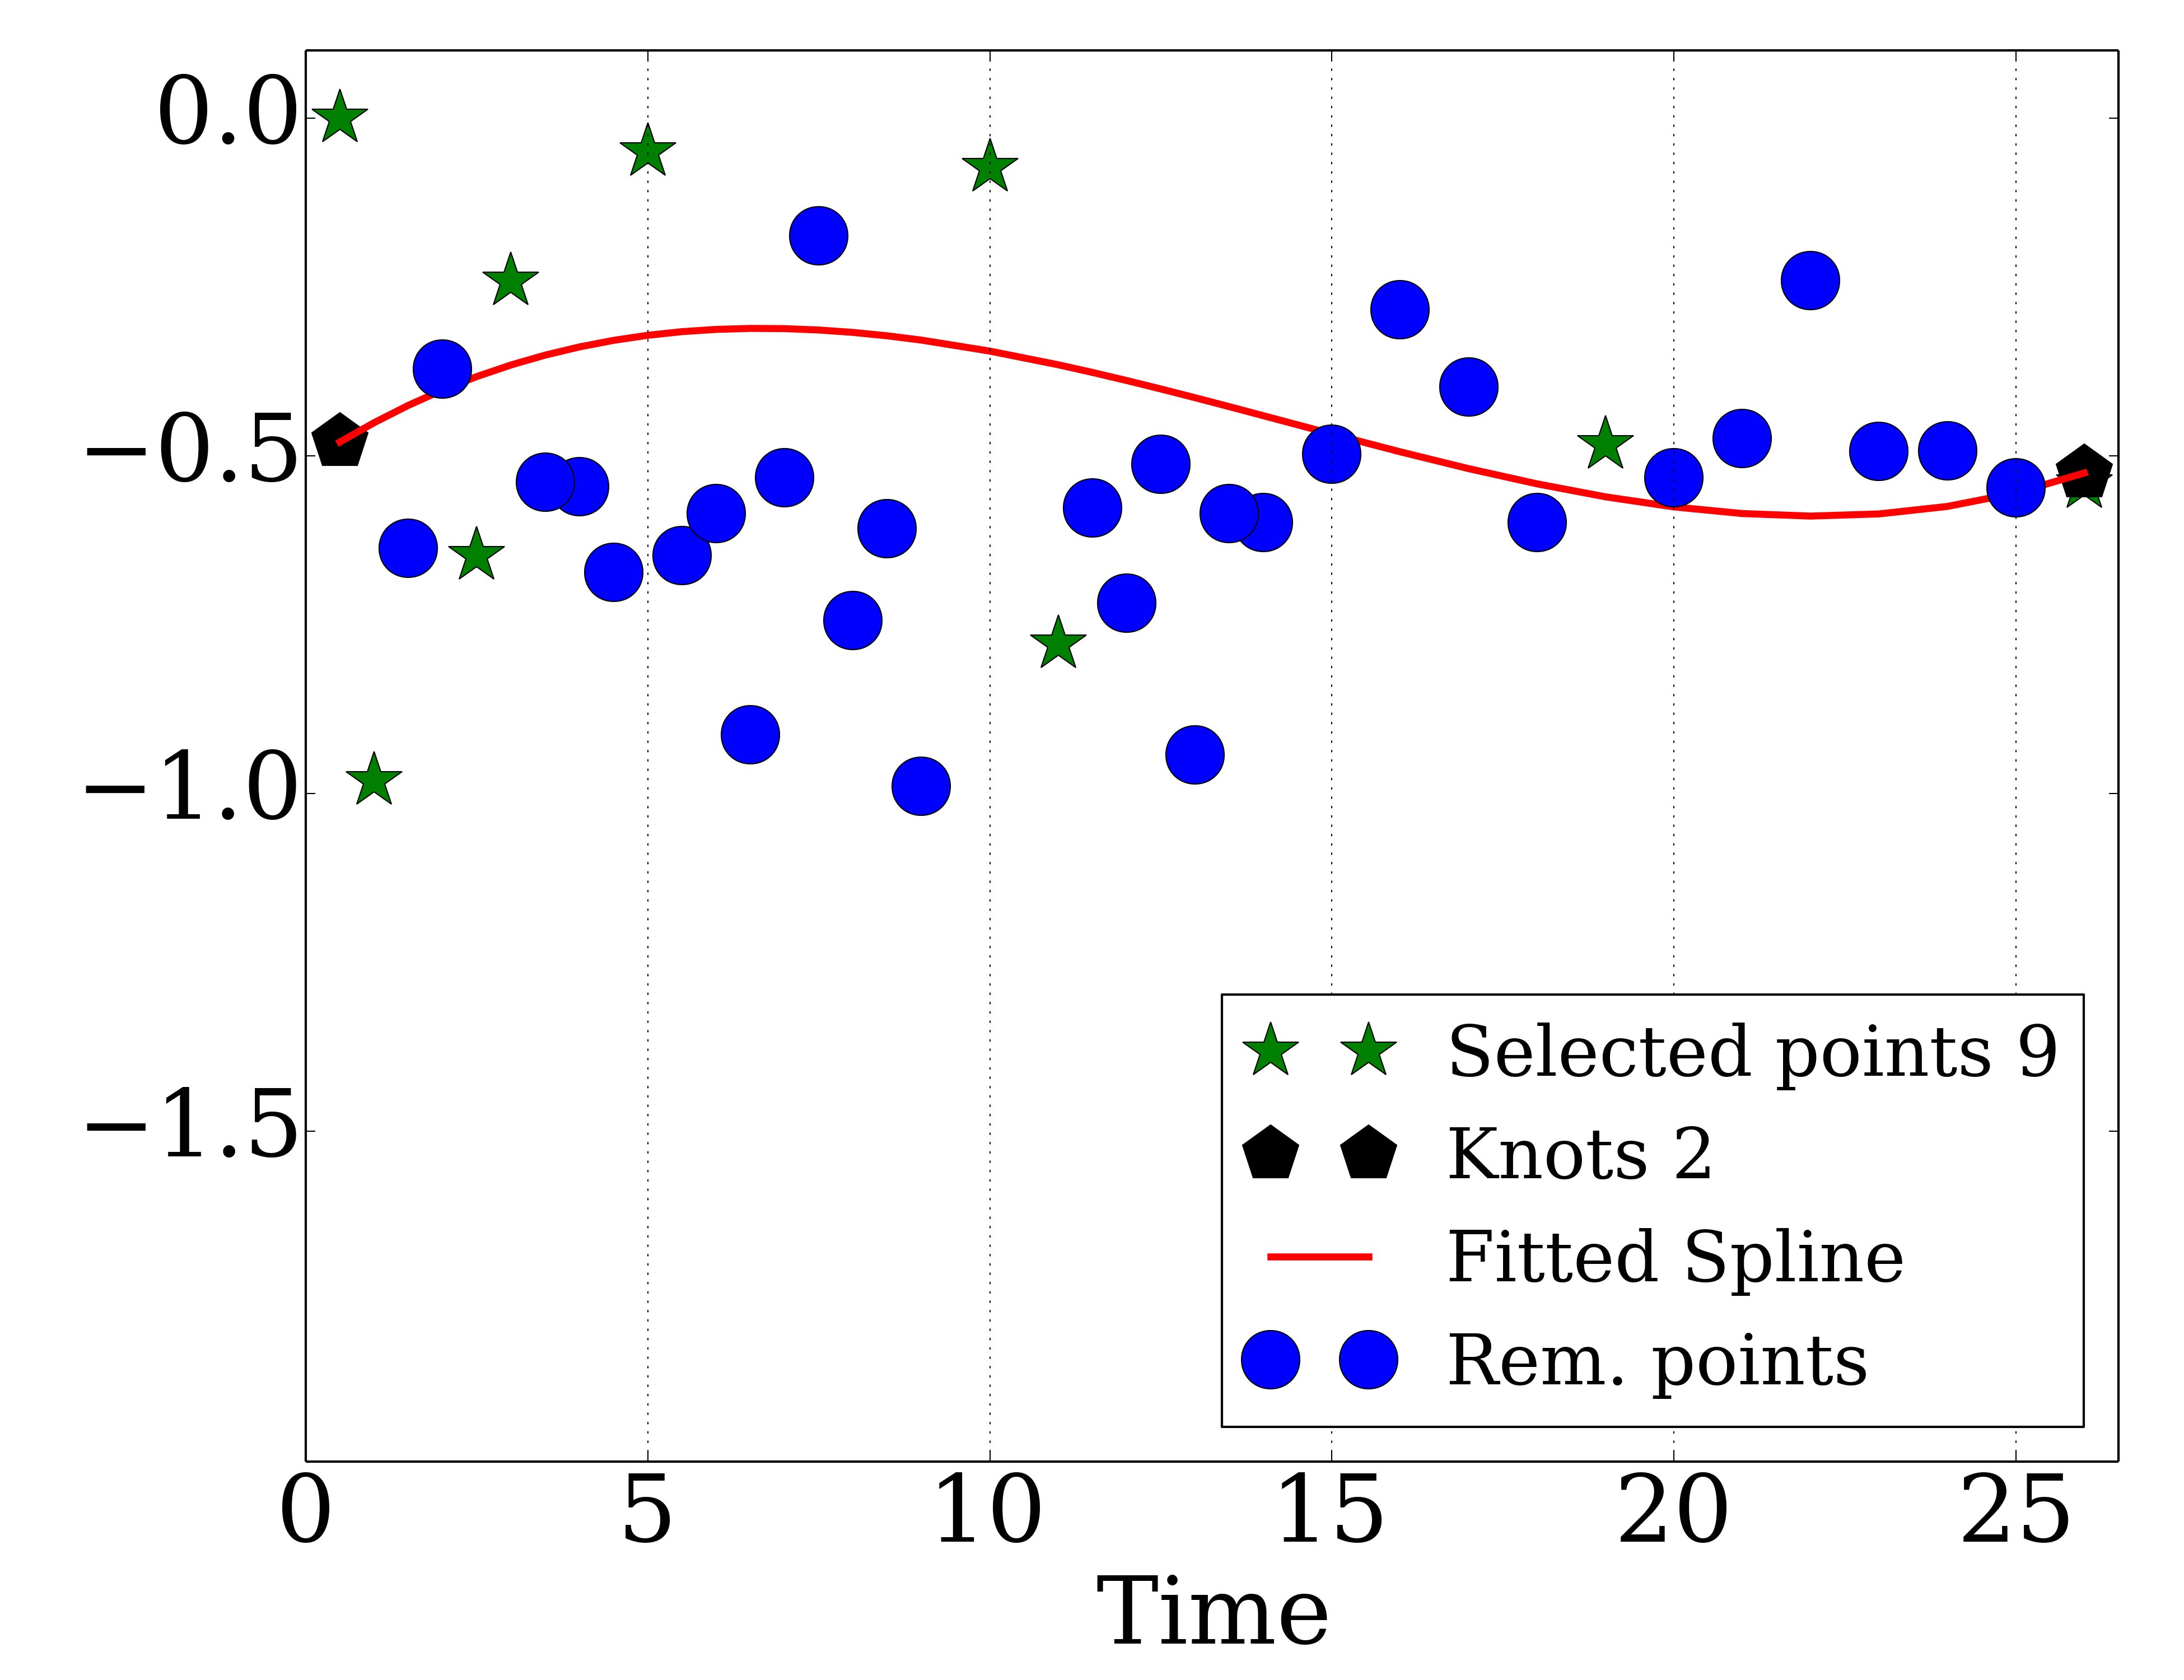 0.0
−0.5
−1.0
−1.5
Selected points 9
Knots 2
Fitted Spline
Rem. points
0 5 10 15 20 25
Time